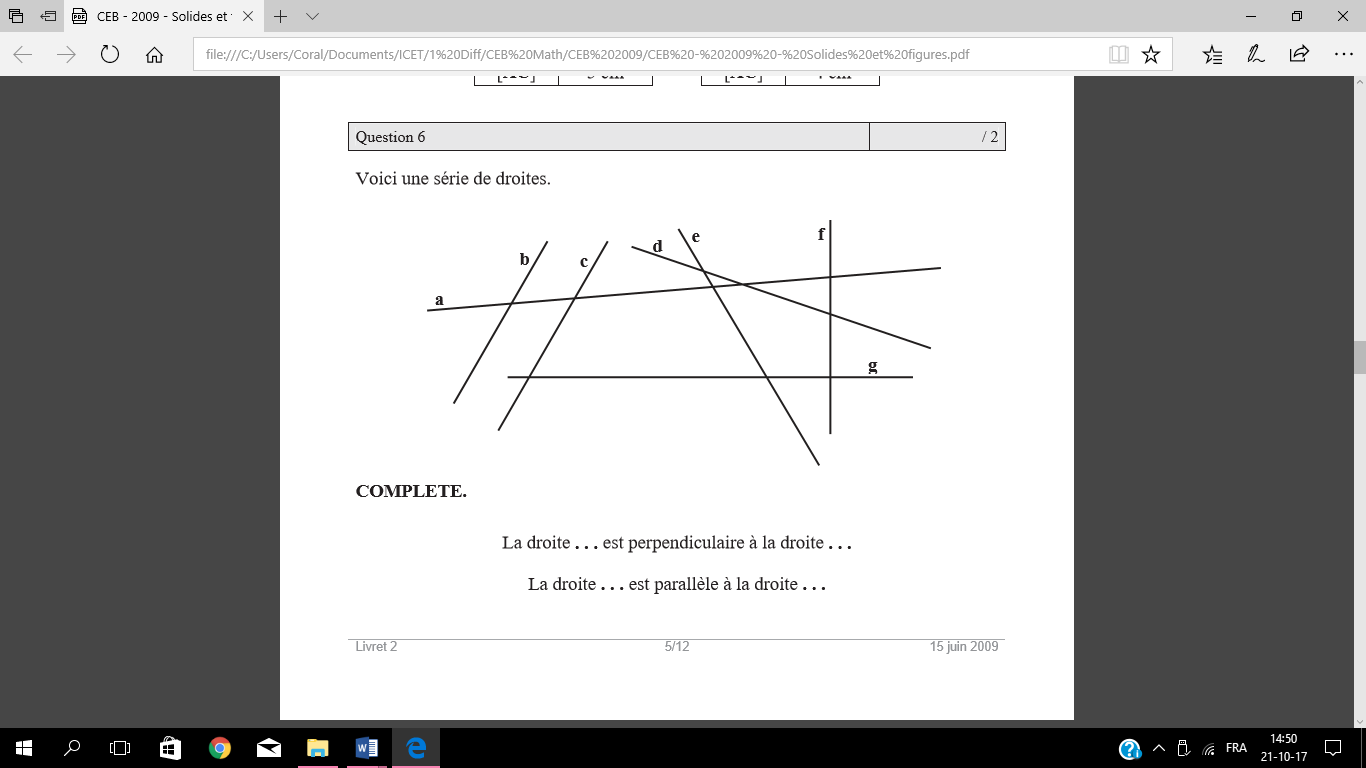 CEB - 2009 - Solides et
file:///C:/Users/Coral/Documents/ICET/1%20Diff/CEB%20Math/CEB%202009/CEB%20-%202009%20-%20Solides%20et%20figures.pdf
Question 6 / 2
Voici une série de droites.
a
b
c
d
e
f
g
COMPLETE.
La droite . . . est perpendiculaire à la droite . . .
La droite . . . est parallèle à la droite . . .
Livret 2 5/12 15 juin 2009
FRA
14:50
21-10-17